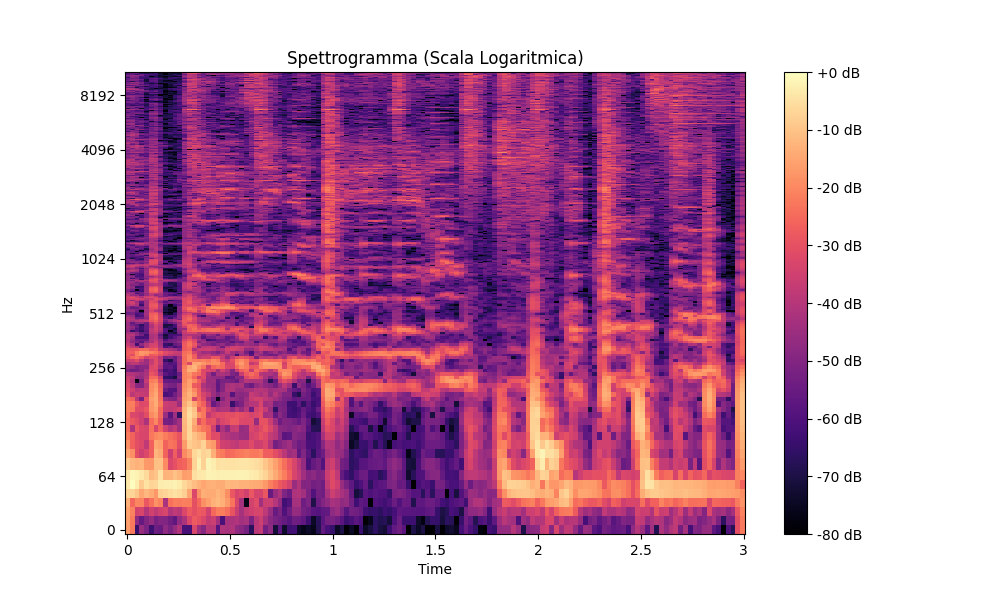 Spettrogramma (Scala Logaritmica)
8192
4096
2048
1024
512
256
128
64
0
Hz
0
0.5
1
1.5
2
2.5
3
Time
+0 dB
-10 dB
-20 dB
-30 dB
-40 dB
-50 dB
-60 dB
-70 dB
-80 dB